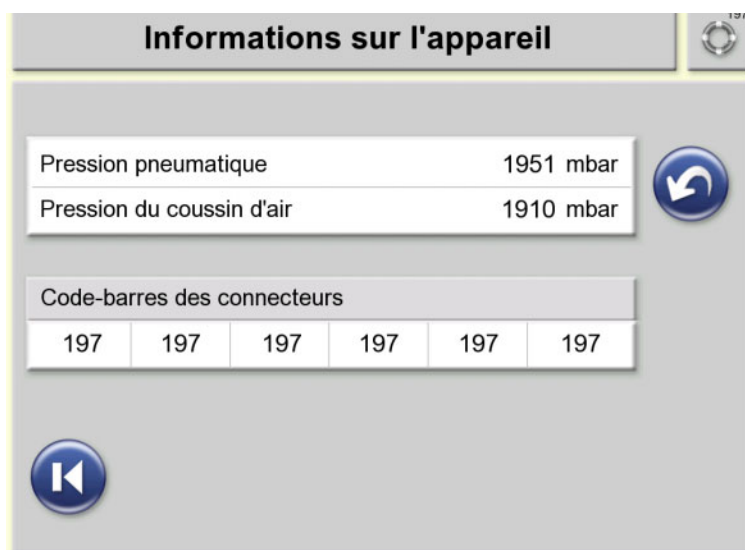 197
Informations sur l'appareil
Pression pneumatique 1951 mbar
Pression du coussin d'air 1910 mbar
Code-barres des connecteurs
197 197 197 197 197 197